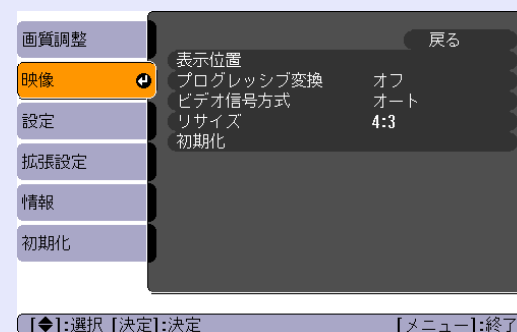 画質調整
映像
設定
拡張設定
情報
初期化
戻る
表示位置
プログレッシブ変換 オフ
ビデオ信号方式 オート
リサイズ 4:3
初期化
[◆]:選択 [決定]:決定 [メニュー]:終了